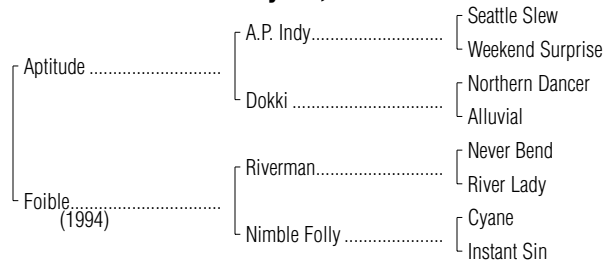 Seattle Slew
A.P. Indy
Weekend Surprise
Aptitude
Northern Dancer
Dokki
Alluvial
Never Bend
Riverman
River Lady
Foible
(1994)
Cyane
Nimble Folly
Instant Sin